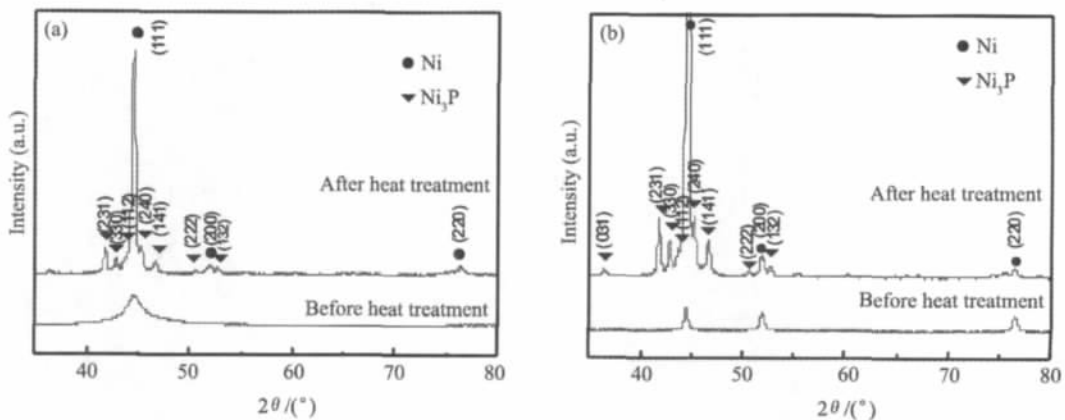 (a)
(111)
● Ni
▼ Ni₃P
Intensity (a.u.)
After heat treatment
(231)
(330)
(112)
(240)
(141)
(222)
(200)
(132)
(220)
Before heat treatment
40 50 60 70 80
2θ/(°)
(b)
(111)
● Ni
▼ Ni₃P
Intensity (a.u.)
After heat treatment
(031)
(231)
(330)
(112)
(240)
(141)
(222)
(200)
(132)
(220)
Before heat treatment
40 50 60 70 80
2θ/(°)